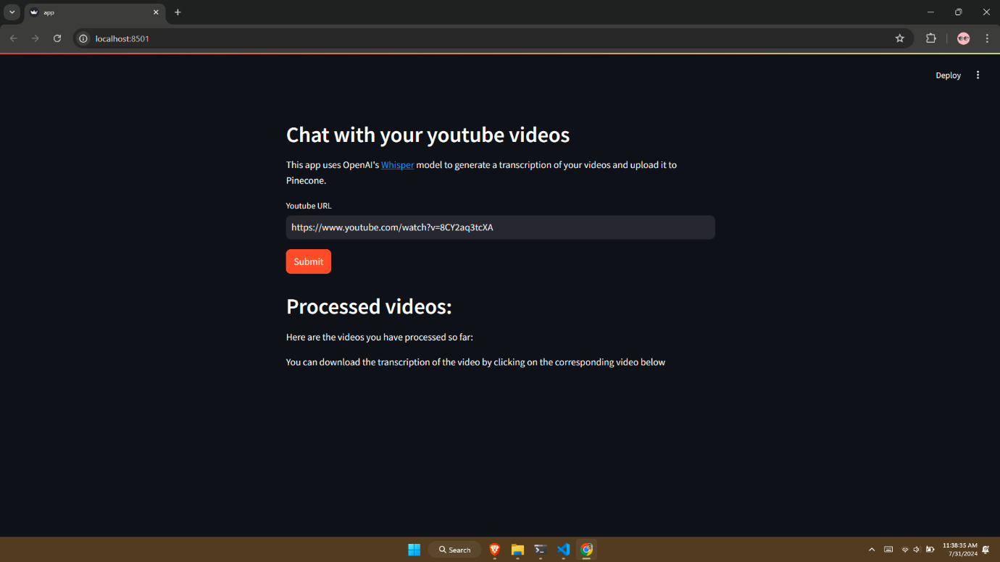 app
localhost:8501
Deploy
Chat with your youtube videos
This app uses OpenAI's Whisper model to generate a transcription of your videos and upload it to
Pinecone.
Youtube URL
https://www.youtube.com/watch?v=8CY2aq3tcXA
Submit
Processed videos:
Here are the videos you have processed so far:
You can download the transcription of the video by clicking on the corresponding video below
Search
11:38:35 AM
7/31/2024